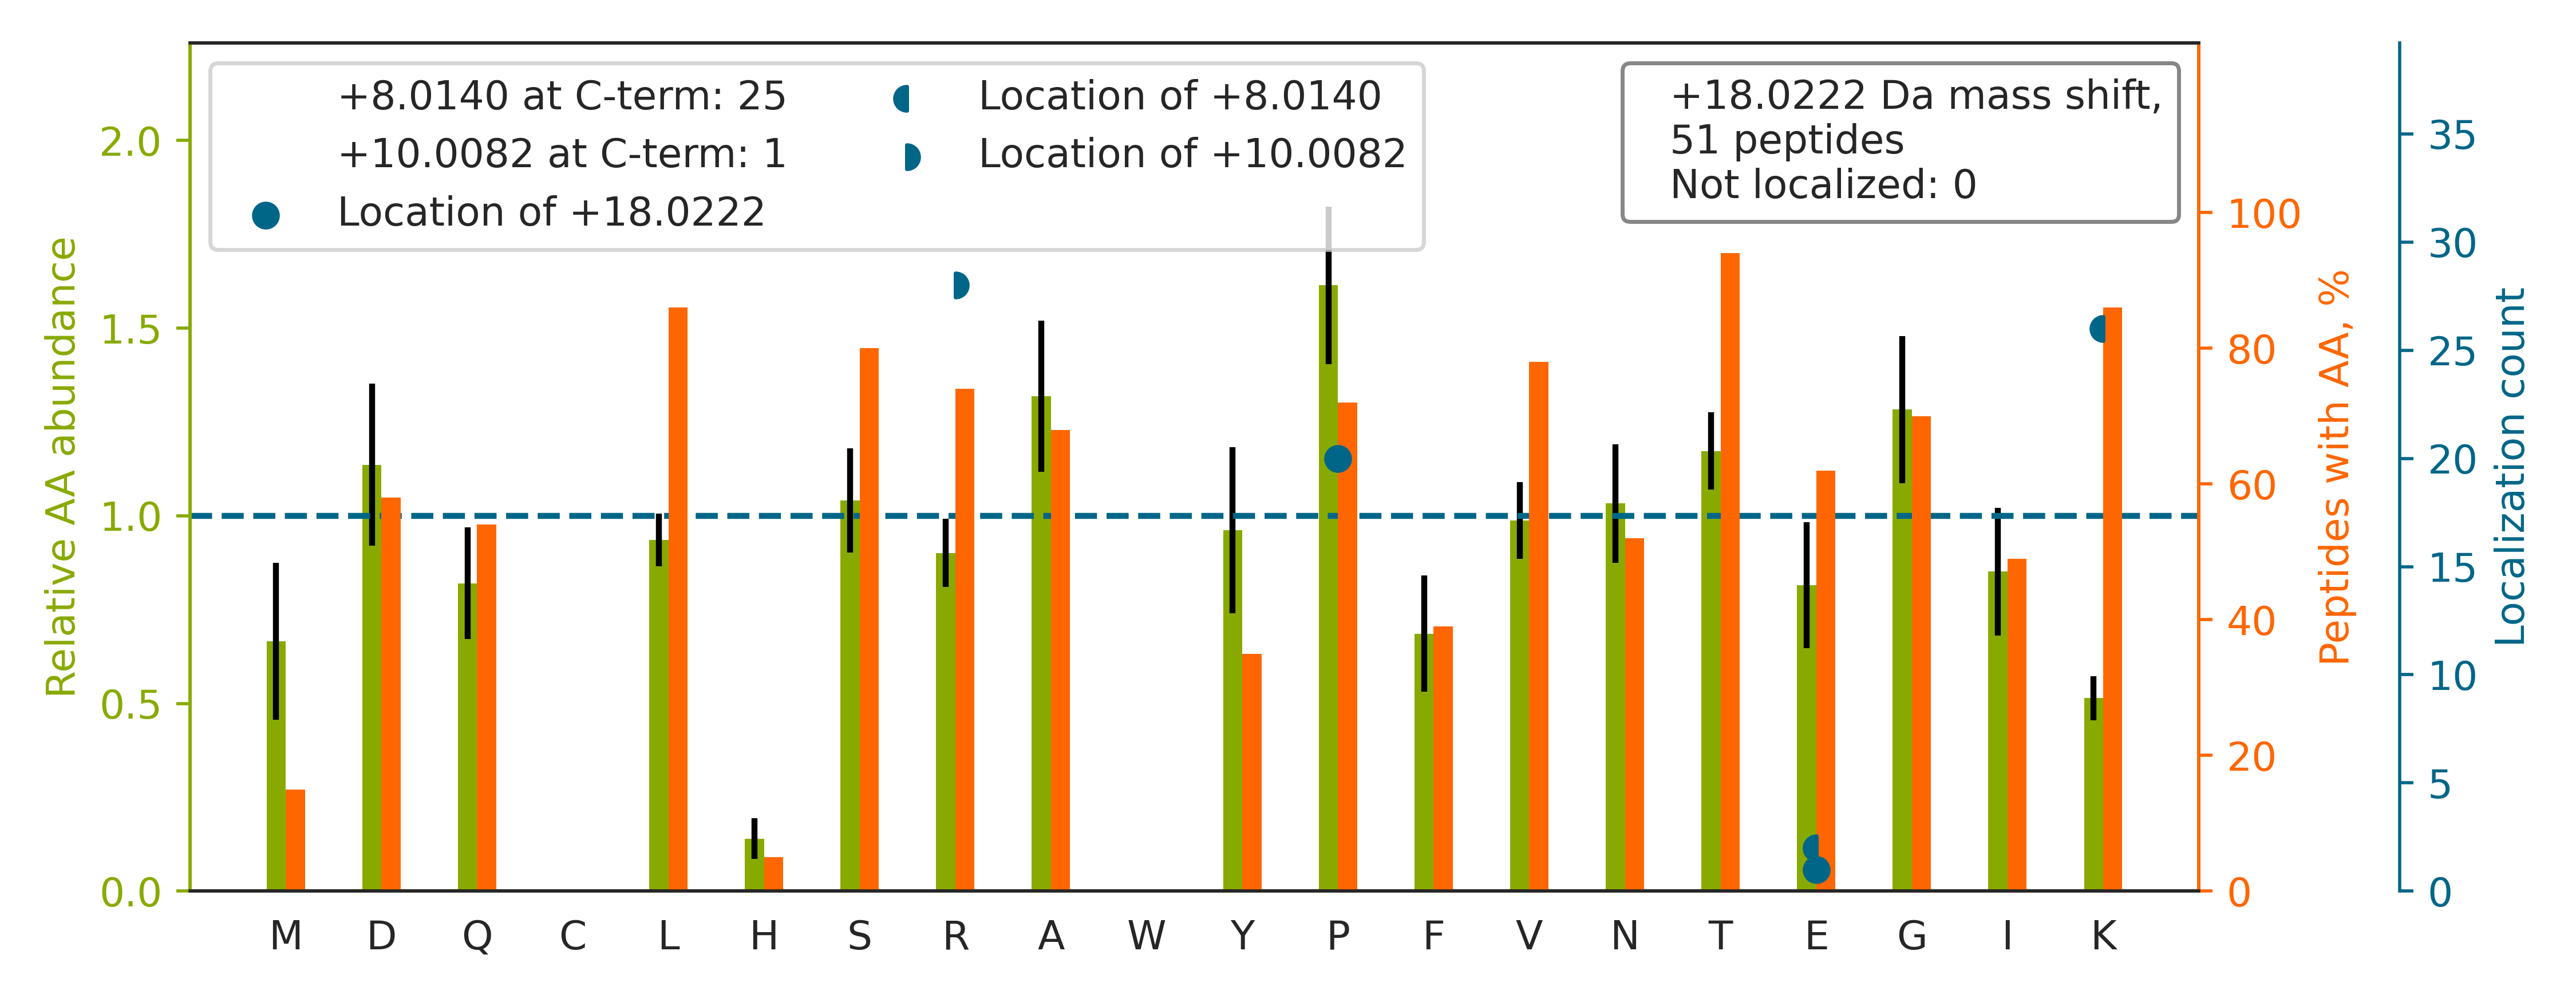 +8.0140 at C-term: 25
+10.0082 at C-term: 1
Location of +18.0222
Location of +8.0140
Location of +10.0082
+18.0222 Da mass shift,
51 peptides
Not localized: 0
Relative AA abundance
2.0
1.5
1.0
0.5
0.0
100
80
60
40
20
0
Peptides with AA, %
35
30
25
20
15
10
5
0
Localization count
M D Q C L H S R A W Y P F V N T E G I K